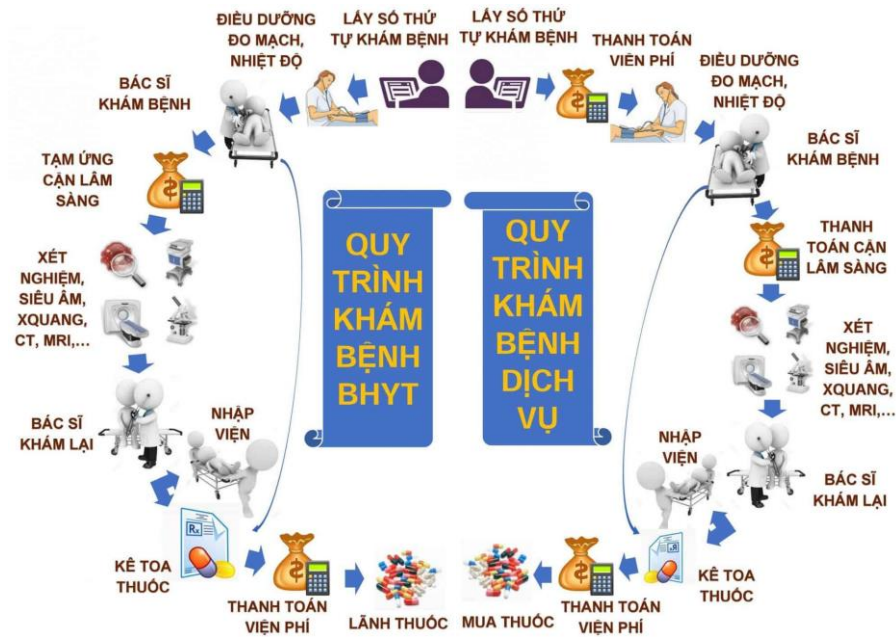 LẤY SỐ THỨ
TỰ KHÁM BỆNH
ĐIỀU DƯỠNG
ĐO MẠCH,
NHIỆT ĐỘ
BÁC SĨ
KHÁM BỆNH
TẠM ỨNG
CẬN LÂM
SÀNG
XÉT
NGHIỆM,
SIÊU ÂM,
XQUANG,
CT, MRI,...
BÁC SĨ
KHÁM LẠI
NHẬP
VIỆN
KÊ TOA
THUỐC
THANH TOÁN
VIỆN PHÍ
LÃNH THUỐC
QUY
TRÌNH
KHÁM
BỆNH
BHYT
LẤY SỐ THỨ
TỰ KHÁM BỆNH
THANH TOÁN
VIỆN PHÍ
ĐIỀU DƯỠNG
ĐO MẠCH,
NHIỆT ĐỘ
BÁC SĨ
KHÁM BỆNH
THANH
TOÁN CẬN
LÂM SÀNG
XÉT
NGHIỆM,
SIÊU ÂM,
XQUANG,
CT, MRI,...
BÁC SĨ
KHÁM LẠI
NHẬP
VIỆN
KÊ TOA
THUỐC
THANH TOÁN
VIỆN PHÍ
MUA THUỐC
QUY
TRÌNH
KHÁM
BỆNH
DỊCH
VỤ